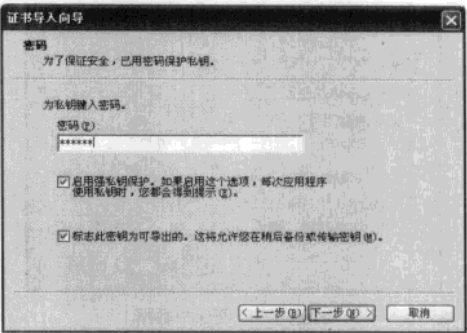 证书导入向导
密码
为了保证安全，已用密码保护私钥。
为私钥键入密码。
密码(P)
******
启用强私钥保护。如果启用这个选项，每次应用程序
使用私钥时，您都会得到提示(E)。
标志此密钥为可导出的。这将允许您在稍后备份或传输密钥(M)。
<上一步(B) 下一步(N)> 取消